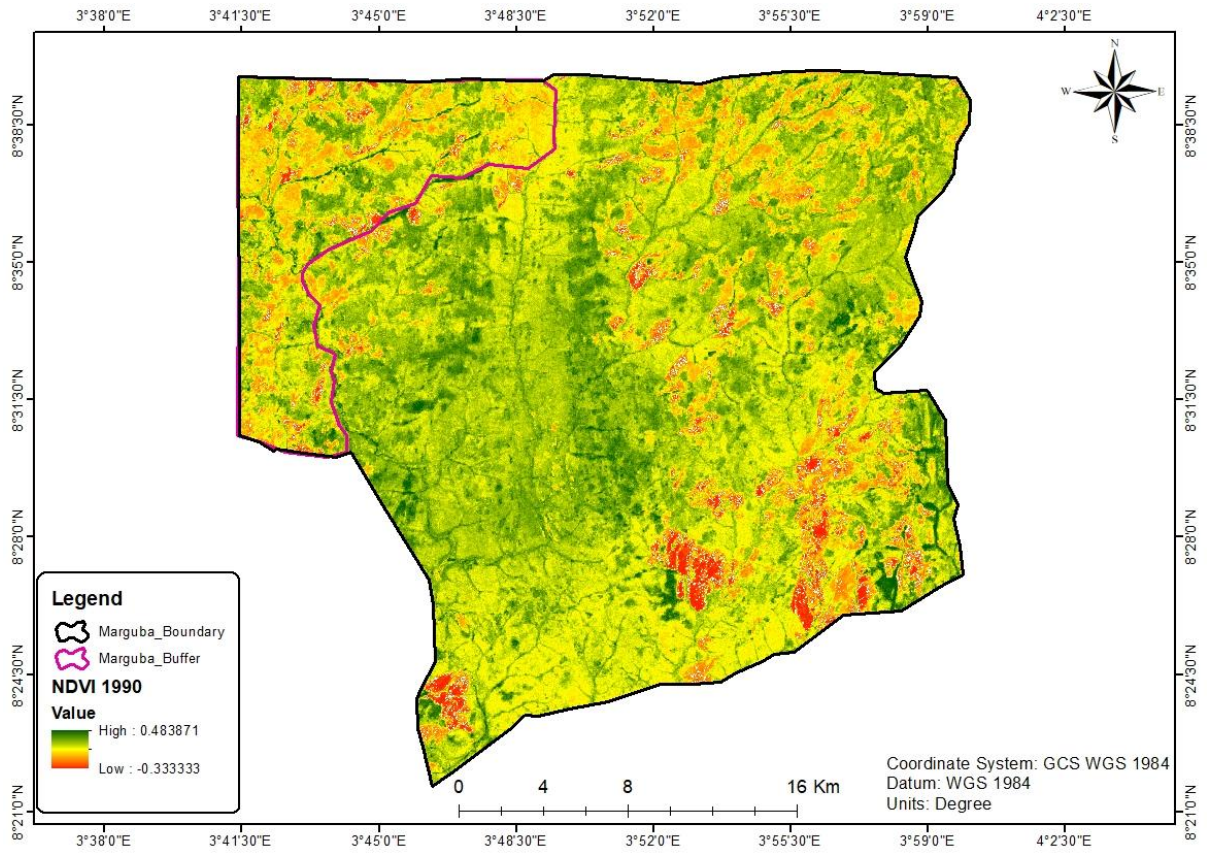 3°38'0"E 3°41'30"E 3°45'0"E 3°48'30"E 3°52'0"E 3°55'30"E 3°59'0"E 4°2'30"E
N
W E
S
8°38'30"N 8°38'30"N
8°35'0"N 8°35'0"N
8°31'30"N 8°31'30"N
8°28'0"N 8°28'0"N
Legend
Marguba_Boundary
Marguba_Buffer
NDVI 1990
Value
High : 0.483871
Low : -0.333333
8°24'30"N 8°24'30"N
0 4 8 16 Km
Coordinate System: GCS WGS 1984
Datum: WGS 1984
Units: Degree
8°21'0"N 8°21'0"N
3°38'0"E 3°41'30"E 3°45'0"E 3°48'30"E 3°52'0"E 3°55'30"E 3°59'0"E 4°2'30"E